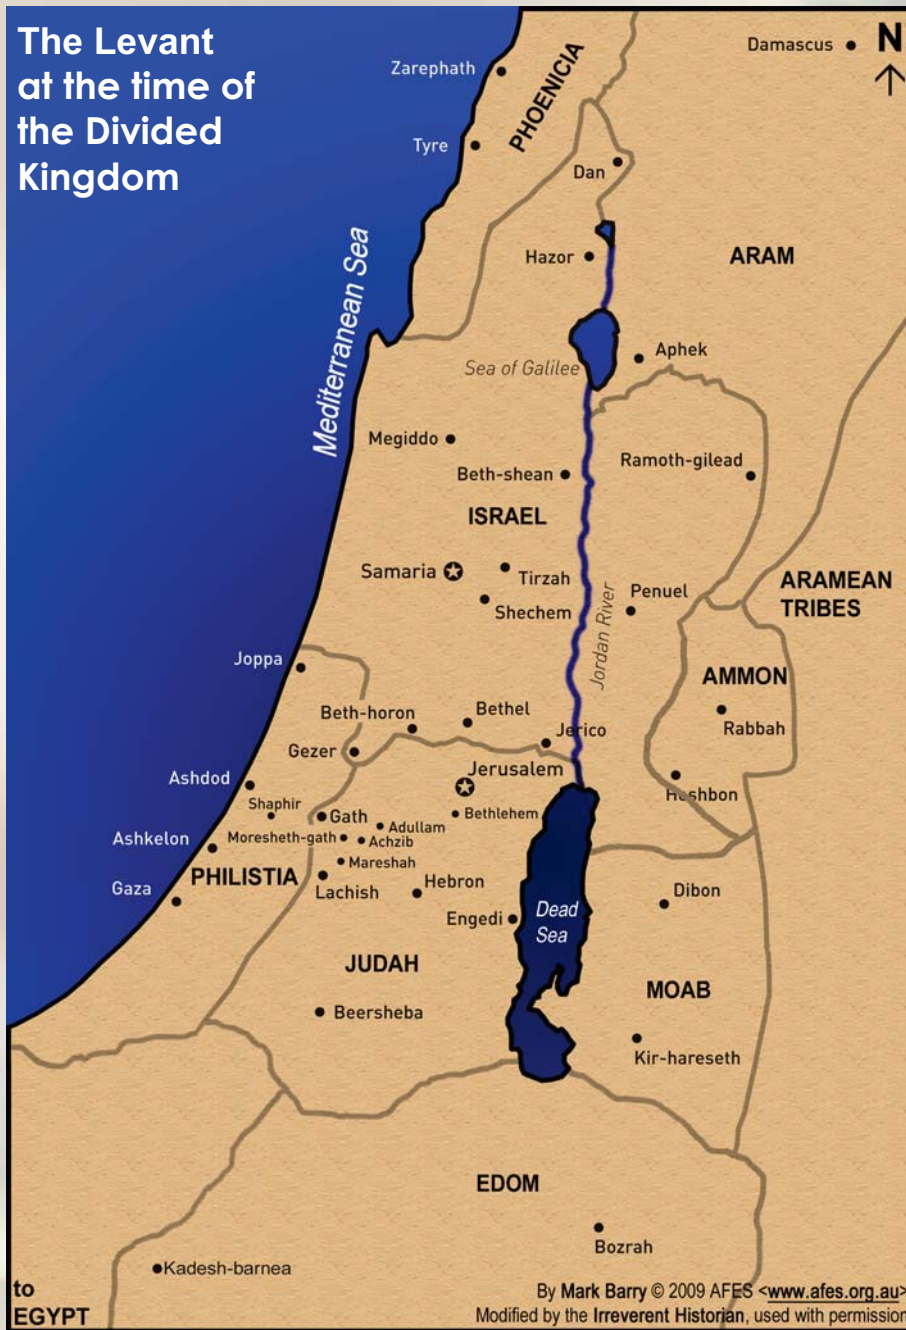 The Levant
at the time of
the Divided
Kingdom
N
Damascus
Zarephath
PHOENICIA
Tyre
Dan
Hazor
ARAM
Mediterranean Sea
Sea of Galilee
Aphek
Megiddo
Beth-shean
Ramoth-gilead
ISRAEL
Samaria
Tirzah
Shechem
Penuel
Jordan River
ARAMEAN
TRIBES
Joppa
AMMON
Beth-horon
Bethel
Rabbah
Gezer
Jerico
Jerusalem
Ashdod
Heshbon
Shaphir
Gath
Bethlehem
Adullam
Ashkelon
Moresheth-gath
Achzib
Mareshah
PHILISTIA
Lachish
Hebron
Gaza
Dibon
Engedi
Dead
Sea
JUDAH
MOAB
Beersheba
Kir-hareseth
EDOM
Bozrah
Kadesh-barnea
to
EGYPT
By Mark Barry © 2009 AFES <www.afes.org.au>
Modified by the Irreverent Historian, used with permission